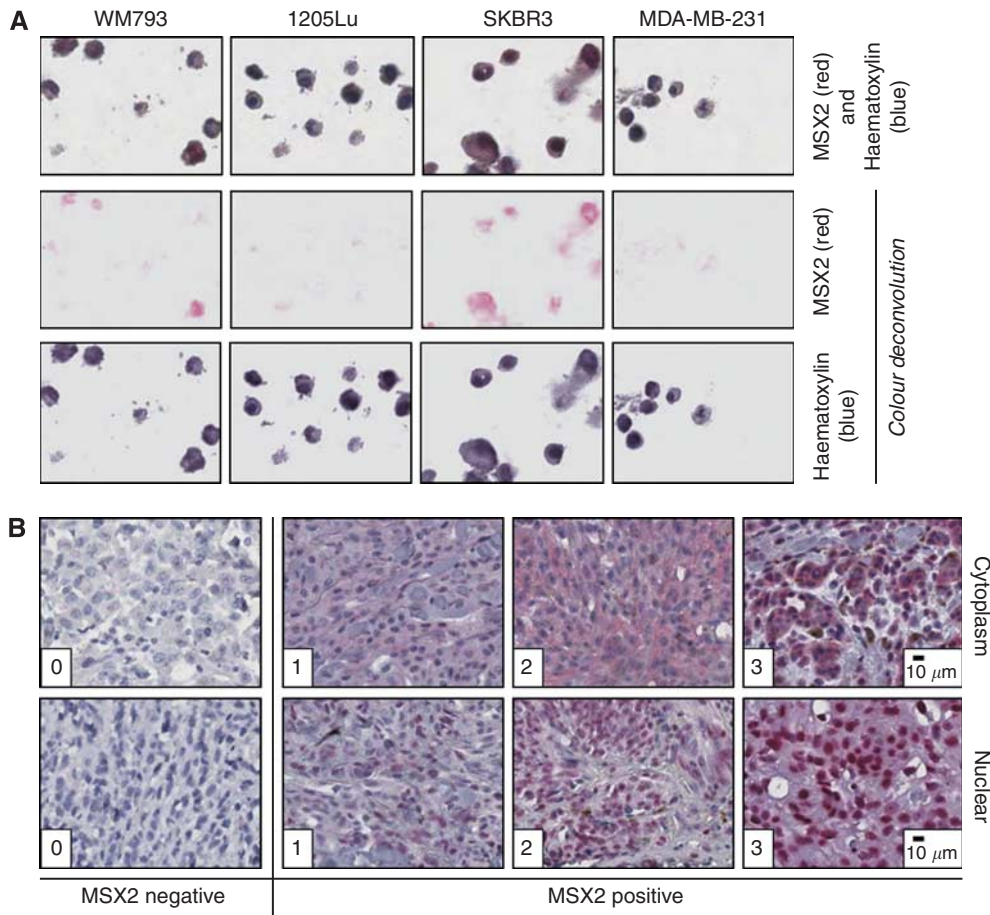 A
WM793
1205Lu
SKBR3
MDA-MB-231
MSX2 (red)
and
Haematoxylin
(blue)
MSX2 (red)
Haematoxylin
(blue)
Colour deconvolution
B
0
1
2
3
10 μm
Cytoplasm
0
1
2
3
10 μm
Nuclear
MSX2 negative
MSX2 positive